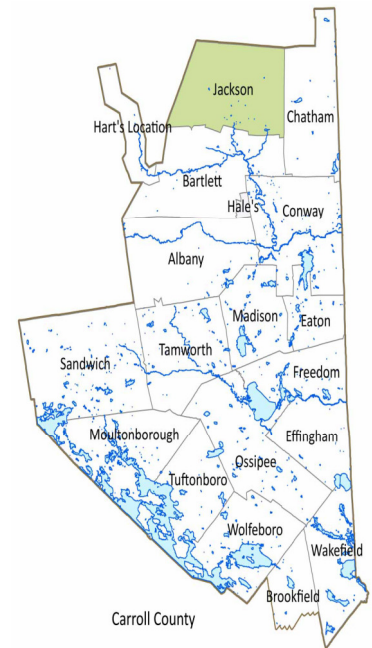 Jackson
Chatham
Hart's Location
Bartlett
Hale's
Conway
Albany
Madison
Eaton
Tamworth
Sandwich
Freedom
Moultonborough
Effingham
Ossipee
Tuftonboro
Wolfeboro
Wakefield
Brookfield
Carroll County